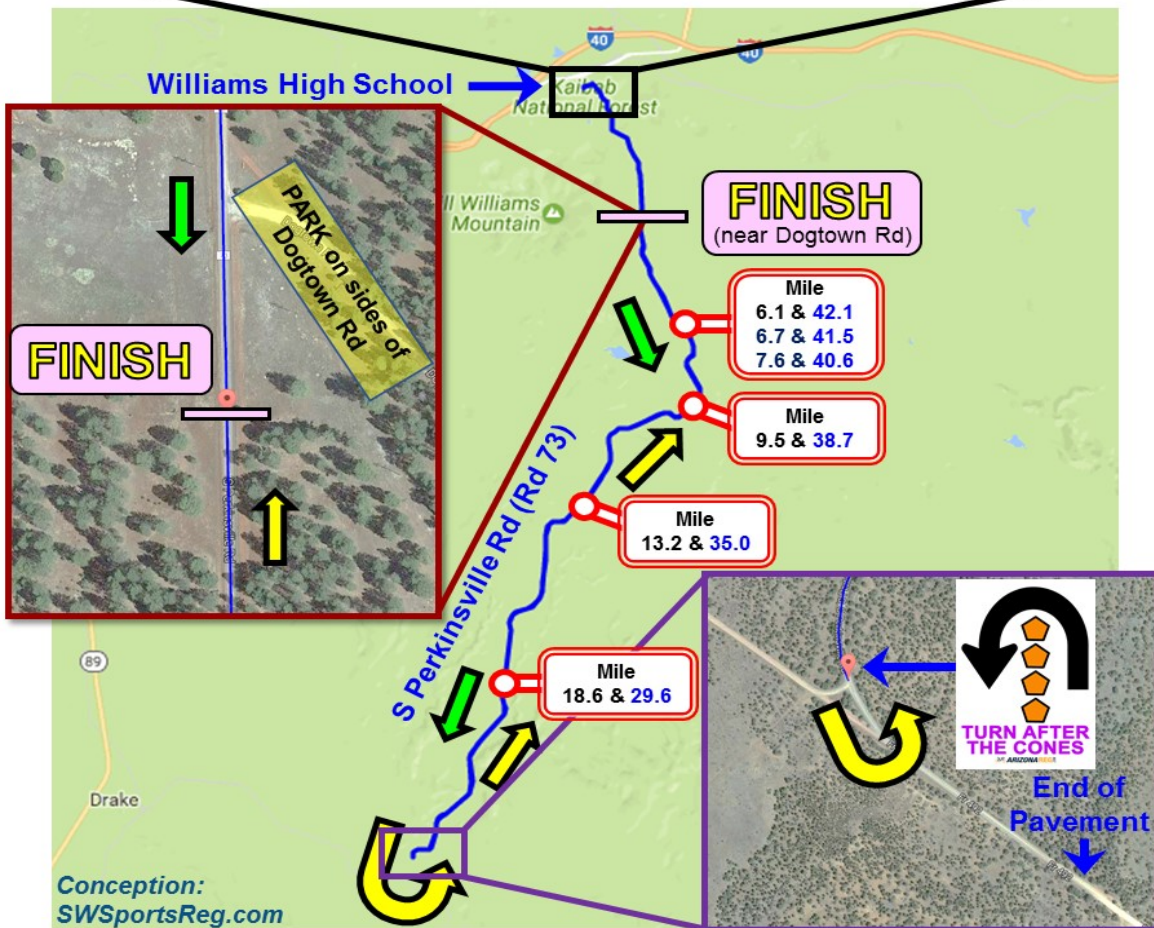 40
40
Williams High School
Kaibab
National Forest
ll Williams
Mountain
FINISH
(near Dogtown Rd)
PARK on sides of
Dogtown Rd
FINISH
Mile
6.1 & 42.1
6.7 & 41.5
7.6 & 40.6
Mile
9.5 & 38.7
Mile
13.2 & 35.0
S Perkinsville Rd (Rd 73)
Mile
18.6 & 29.6
89
Drake
TURN AFTER
THE CONES
End of
Pavement
Conception:
SWSportsReg.com